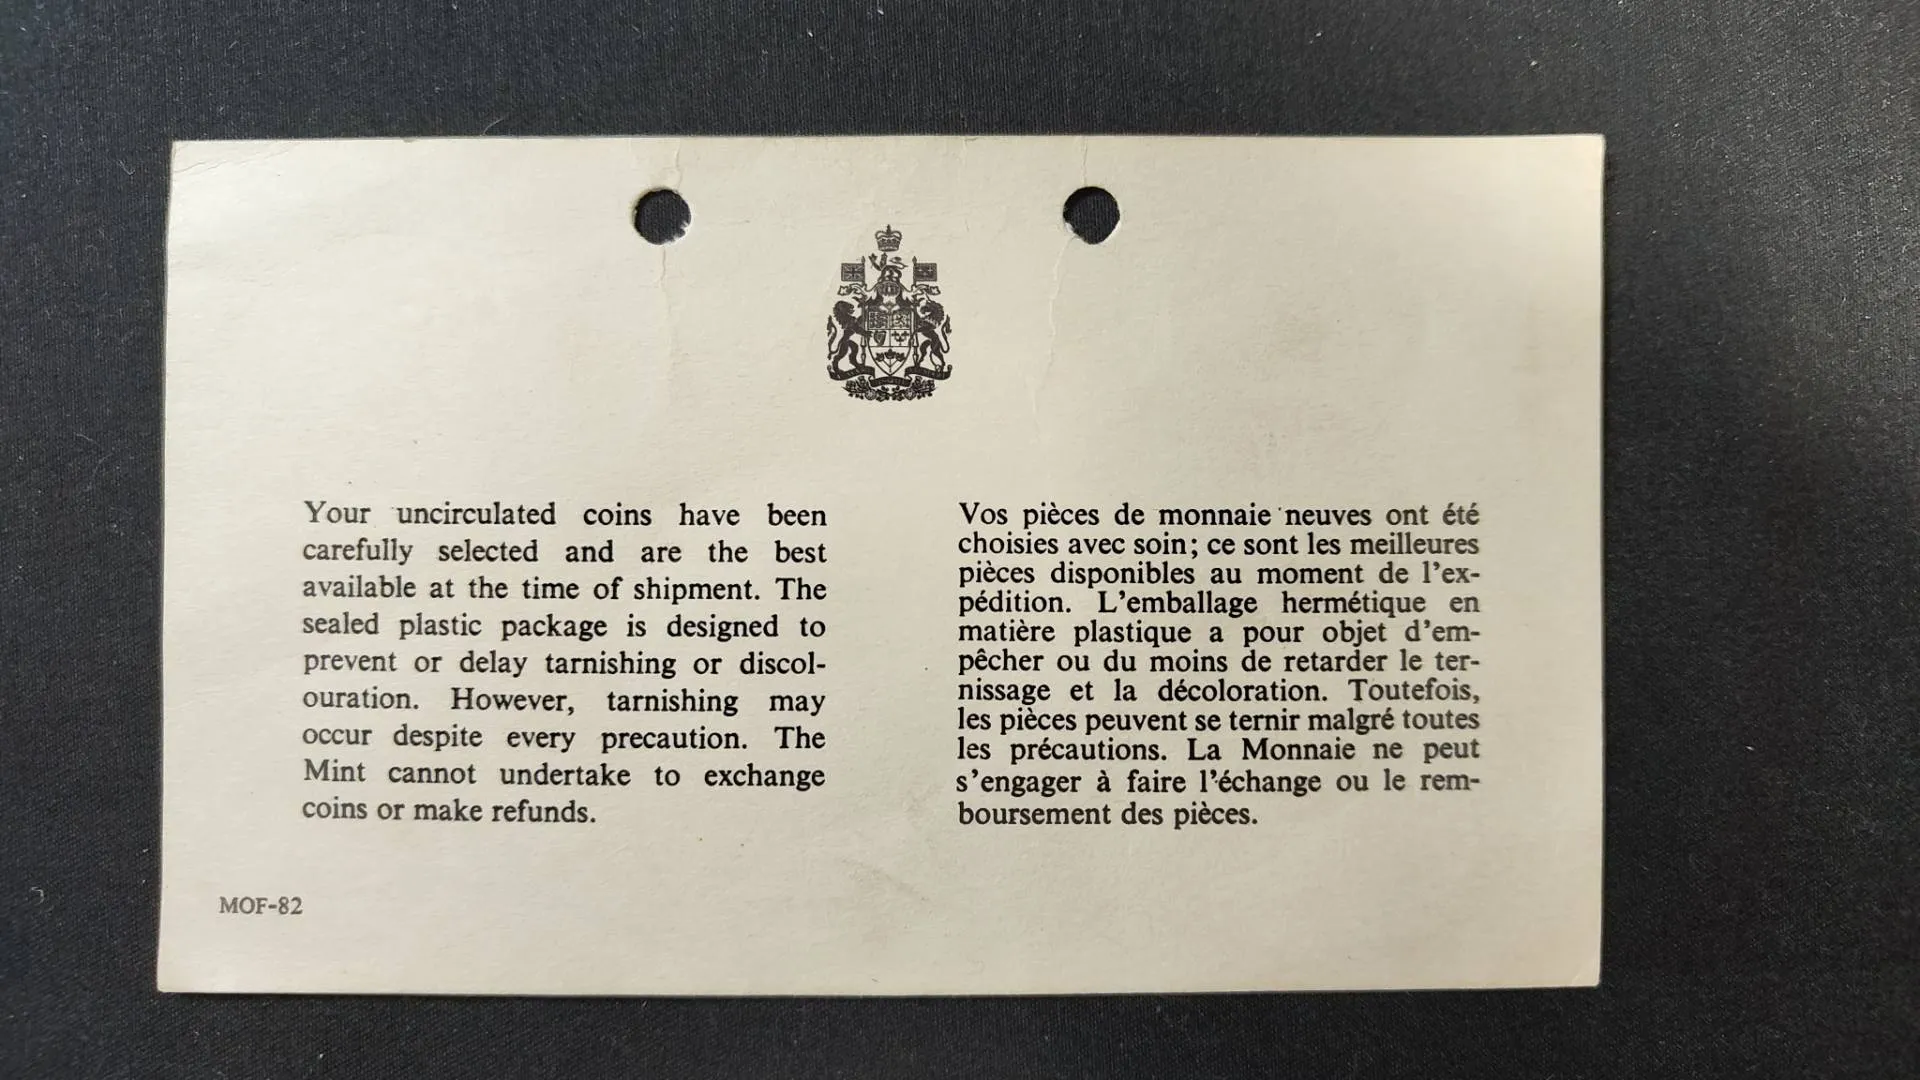 Your uncirculated coins have been
carefully selected and are the best
available at the time of shipment. The
sealed plastic package is designed to
prevent or delay tarnishing or discol-
ouration. However, tarnishing may
occur despite every precaution. The
Mint cannot undertake to exchange
coins or make refunds.
Vos pièces de monnaie neuves ont été
choisies avec soin; ce sont les meilleures
pièces disponibles au moment de l'ex-
pédition. L'emballage hermétique en
matière plastique a pour objet d'em-
pêcher ou du moins de retarder le ter-
nissage et la décoloration. Toutefois,
les pièces peuvent se ternir malgré toutes
les précautions. La Monnaie ne peut
s'engager à faire l'échange ou le rem-
boursement des pièces.
MOF-82